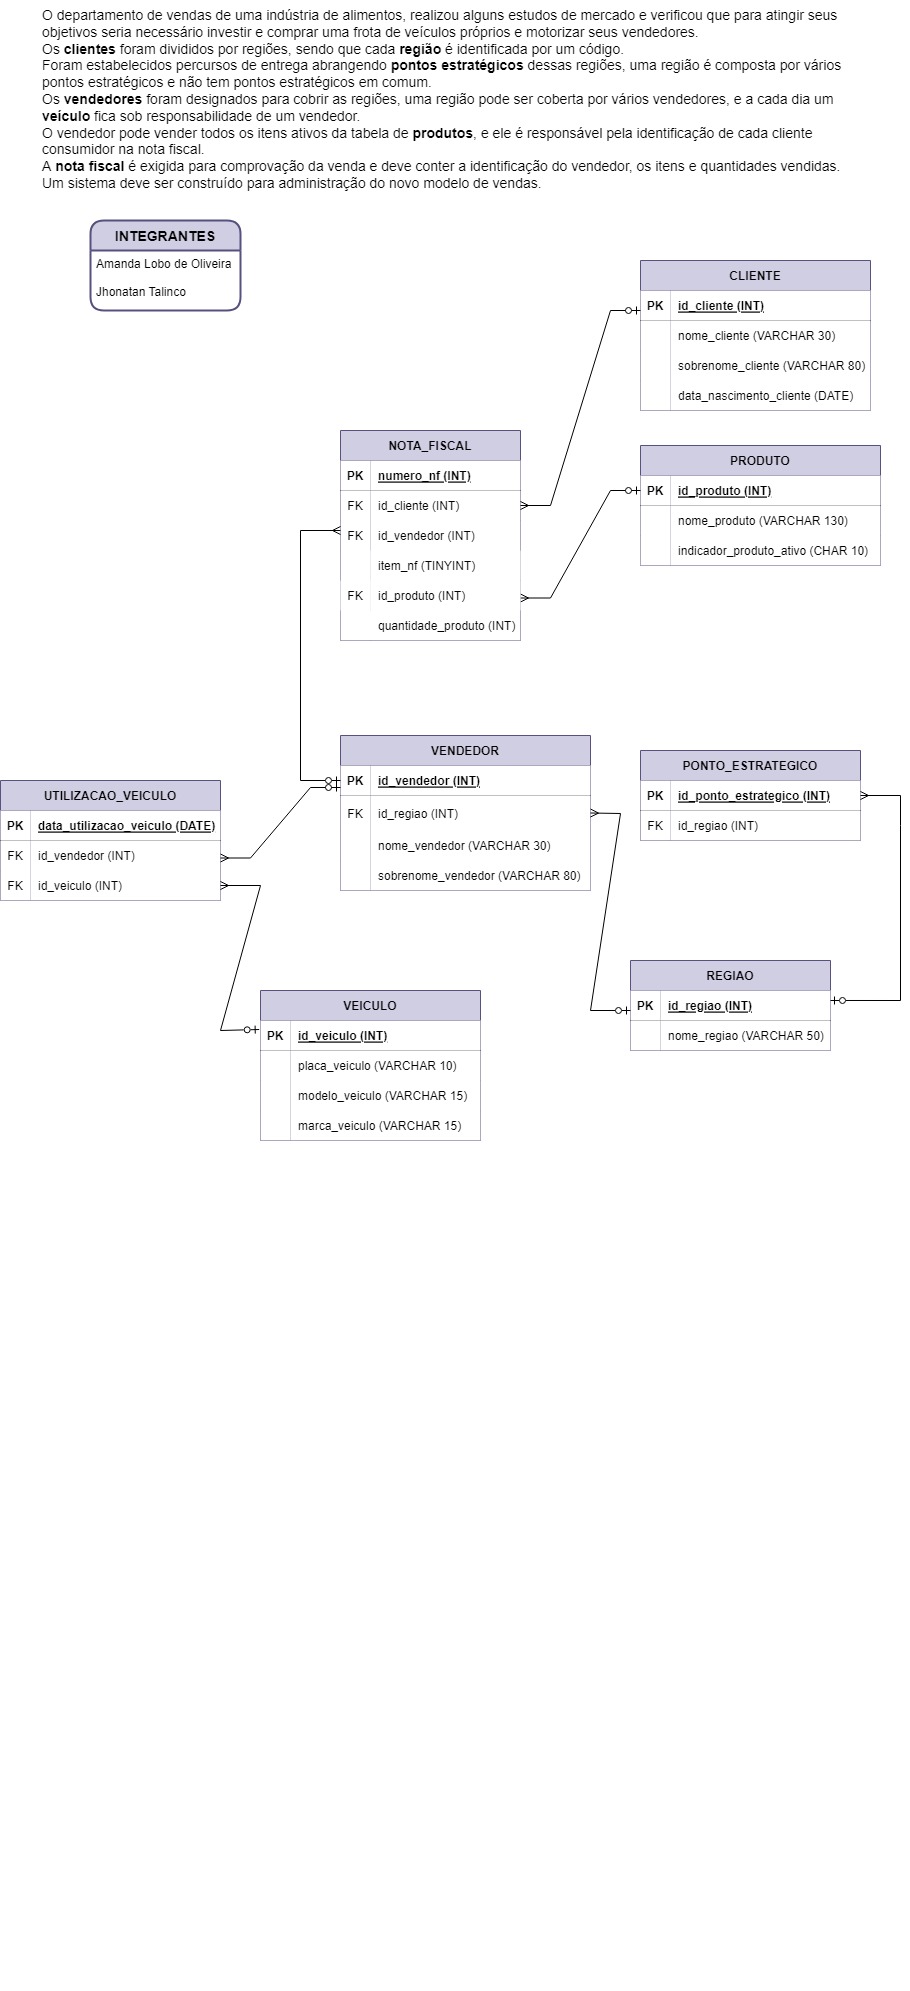 O departamento de vendas de uma indústria de alimentos, realizou alguns estudos de mercado e verificou que para atingir seus
objetivos seria necessário investir e comprar uma frota de veículos próprios e motorizar seus vendedores.
Os clientes foram divididos por regiões, sendo que cada região é identificada por um código.
Foram estabelecidos percursos de entrega abrangendo pontos estratégicos dessas regiões, uma região é composta por vários
pontos estratégicos e não tem pontos estratégicos em comum.
Os vendedores foram designados para cobrir as regiões, uma região pode ser coberta por vários vendedores, e a cada dia um
veículo fica sob responsabilidade de um vendedor.
O vendedor pode vender todos os itens ativos da tabela de produtos, e ele é responsável pela identificação de cada cliente
consumidor na nota fiscal.
A nota fiscal é exigida para comprovação da venda e deve conter a identificação do vendedor, os itens e quantidades vendidas.
Um sistema deve ser construído para administração do novo modelo de vendas.
INTEGRANTES
Amanda Lobo de Oliveira
Jhonatan Talinco
CLIENTE
PK id_cliente (INT)
nome_cliente (VARCHAR 30)
sobrenome_cliente (VARCHAR 80)
data_nascimento_cliente (DATE)
NOTA_FISCAL
PK numero_nf (INT)
FK id_cliente (INT)
FK id_vendedor (INT)
item_nf (TINYINT)
FK id_produto (INT)
quantidade_produto (INT)
PRODUTO
PK id_produto (INT)
nome_produto (VARCHAR 130)
indicador_produto_ativo (CHAR 10)
VENDEDOR
PK id_vendedor (INT)
FK id_regiao (INT)
nome_vendedor (VARCHAR 30)
sobrenome_vendedor (VARCHAR 80)
PONTO_ESTRATEGICO
PK id_ponto_estrategico (INT)
FK id_regiao (INT)
UTILIZACAO_VEICULO
PK data_utilizacao_veiculo (DATE)
FK id_vendedor (INT)
FK id_veiculo (INT)
REGIAO
PK id_regiao (INT)
nome_regiao (VARCHAR 50)
VEICULO
PK id_veiculo (INT)
placa_veiculo (VARCHAR 10)
modelo_veiculo (VARCHAR 15)
marca_veiculo (VARCHAR 15)